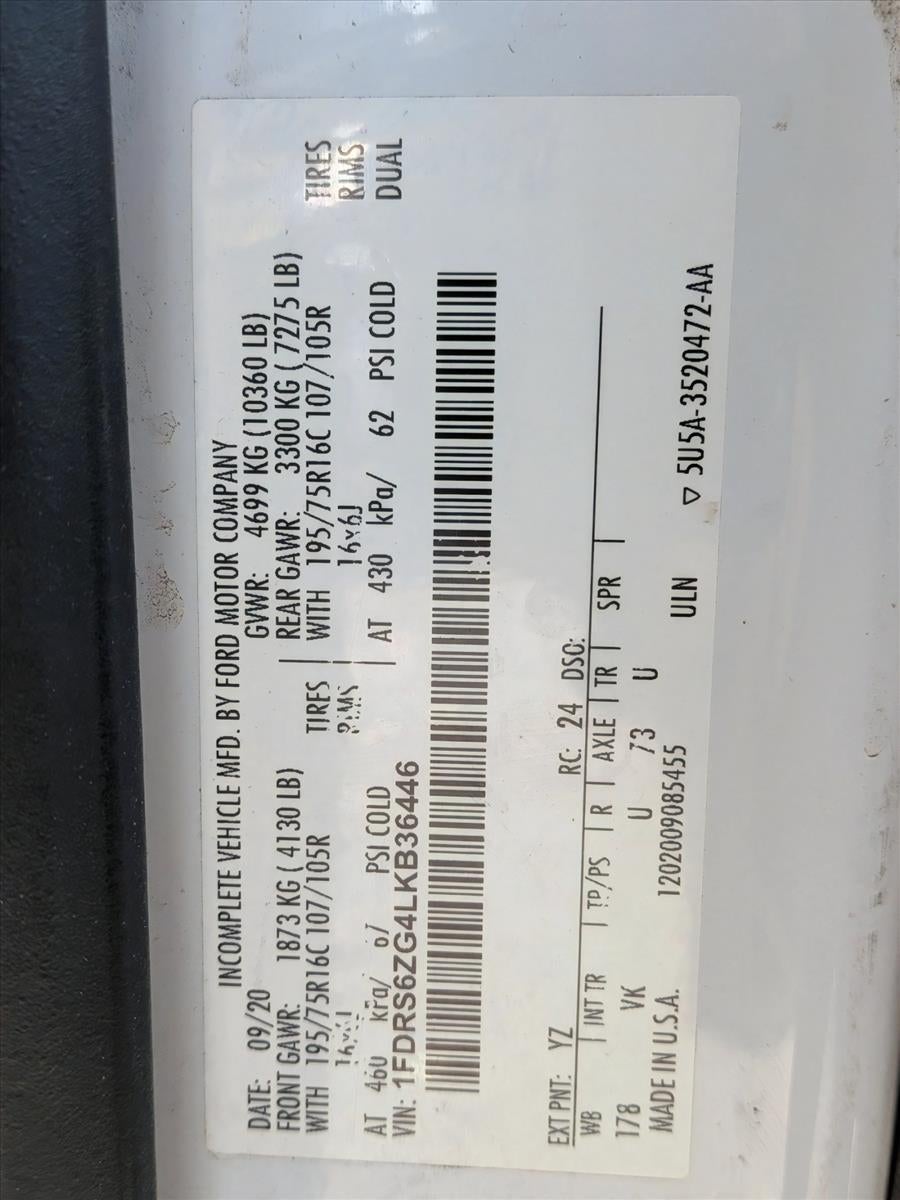 INCOMPLETE VEHICLE MFD. BY FORD MOTOR COMPANY
DATE: 09/20 GVWR: 4699 KG (10360 LB)
FRONT GAWR: 1873 KG ( 4130 LB) REAR GAWR: 3300 KG ( 7275 LB)
WITH 195/75R16C 107/105R TIRES WITH 195/75R16C 107/105R TIRES
16x6J RIMS 16x6J RIMS
AT 460 kPa/ 67 PSI COLD AT 430 kPa/ 62 PSI COLD DUAL
VIN: 1FDRS6ZG4LKB36446
EXT PNT: YZ RC: 24 DSO:
WB INT TR TP/PS R AXLE TR SPR
178 VK U 73 U
MADE IN U.S.A. 1202009085455 ULN ▽ 5U5A-3520472-AA